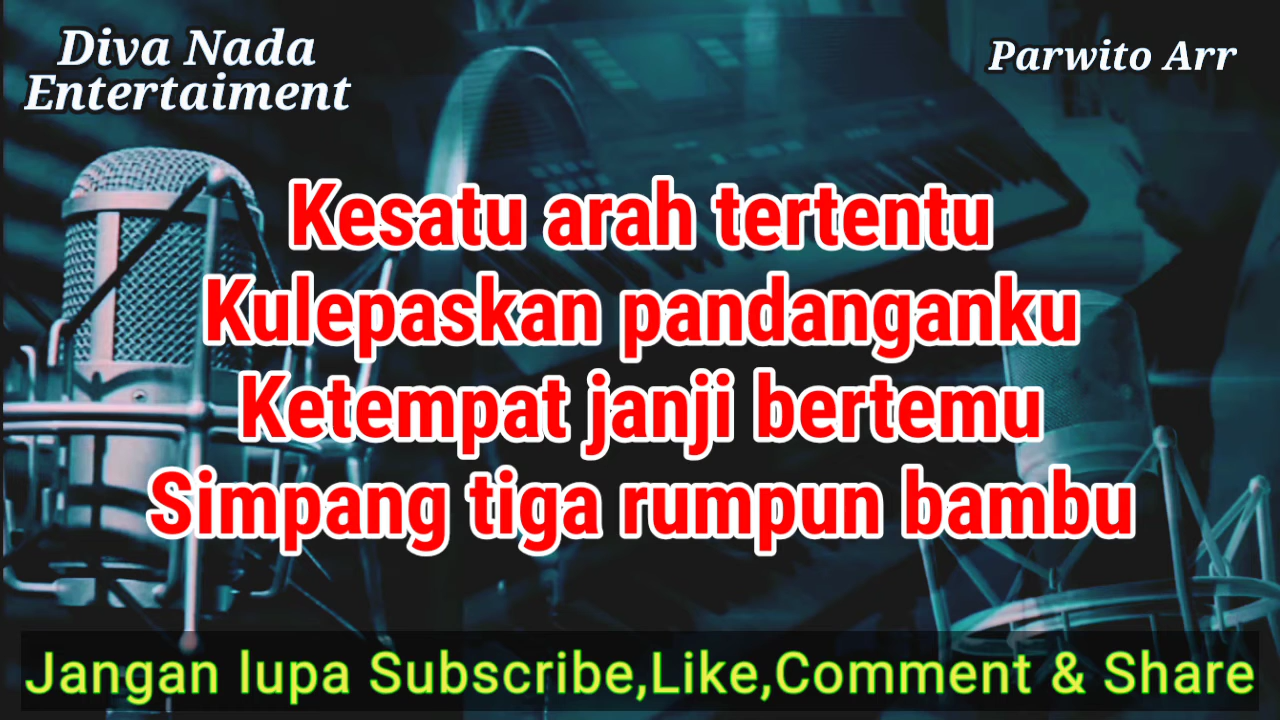 Diva Nada
Entertaiment
Parwito Arr
Kesatu arah tertentu
Kulepaskan pandanganku
Ketempat janji bertemu
Simpang tiga rumpun bambu
Jangan lupa Subscribe,Like,Comment & Share